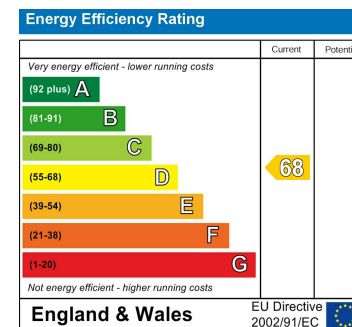 Energy Efficiency Rating
Current Potenti
Very energy efficient - lower running costs
(92 plus) A
(81-91) B
(69-80) C
(55-68) D
68
(39-54) E
(21-38) F
(1-20) G
Not energy efficient - higher running costs
England & Wales
EU Directive
2002/91/EC